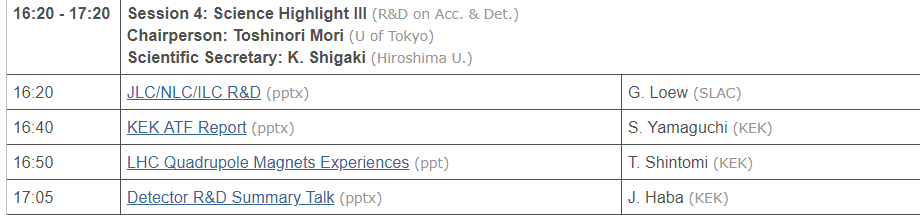 16:20 - 17:20 Session 4: Science Highlight III (R&D on Acc. & Det.)
Chairperson: Toshinori Mori (U of Tokyo)
Scientific Secretary: K. Shigaki (Hiroshima U.)
16:20 JLC/NLC/ILC R&D (pptx) G. Loew (SLAC)
16:40 KEK ATF Report (pptx) S. Yamaguchi (KEK)
16:50 LHC Quadrupole Magnets Experiences (ppt) T. Shintomi (KEK)
17:05 Detector R&D Summary Talk (pptx) J. Haba (KEK)